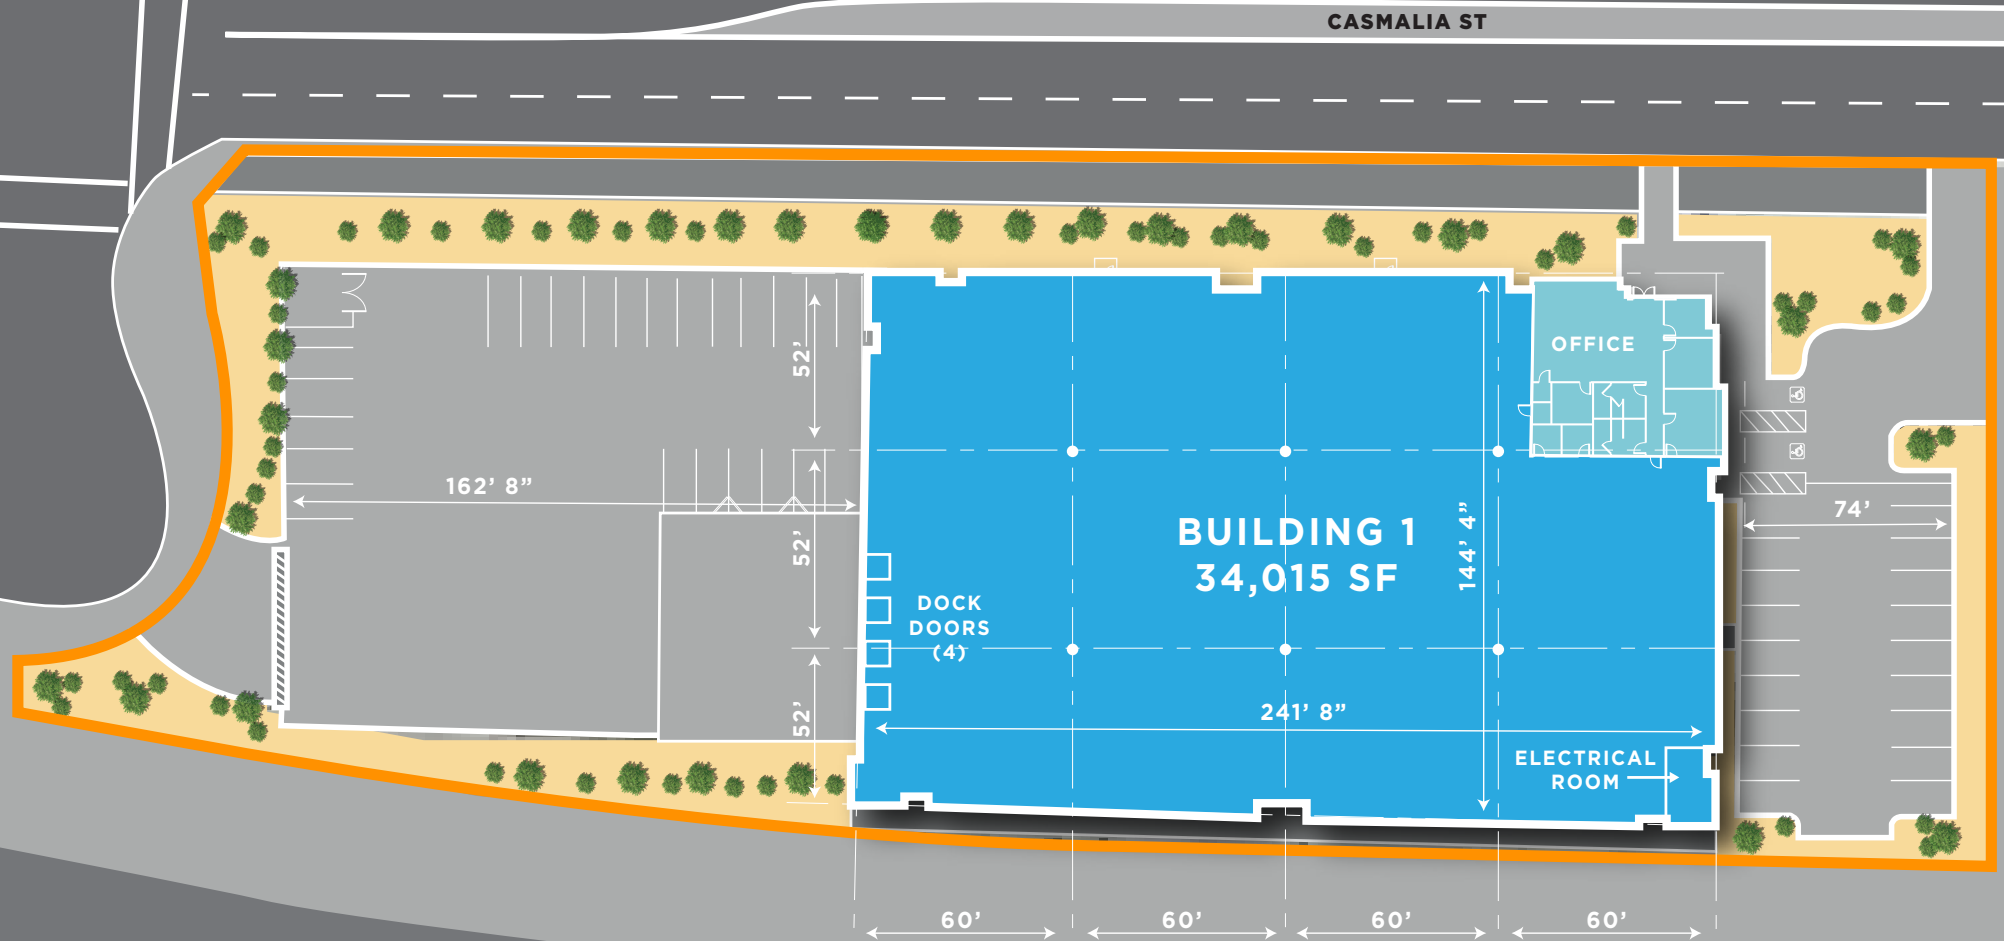 CASMALIA ST
OFFICE
52’
162’ 8”
52’
BUILDING 1
34,015 SF
144’ 4”
74’
DOCK
DOORS
(4)
52’
241’ 8”
ELECTRICAL
ROOM
60’
60’
60’
60’